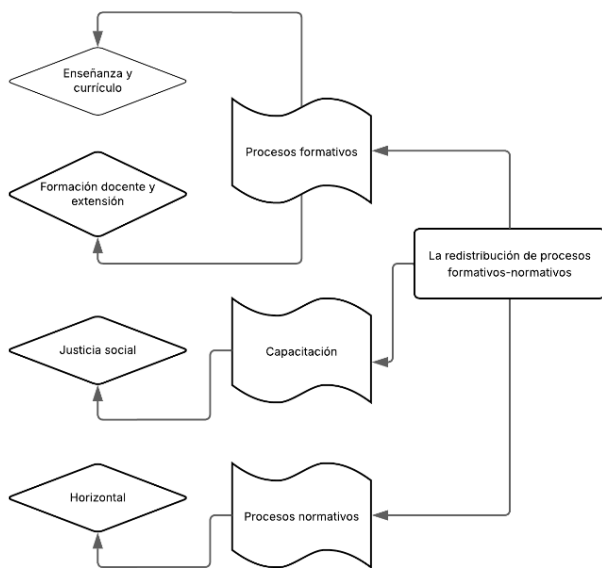 Enseñanza y
currículo
Procesos formativos
Formación docente y
extensión
La redistribución de procesos
formativos-normativos
Justicia social
Capacitación
Horizontal
Procesos normativos